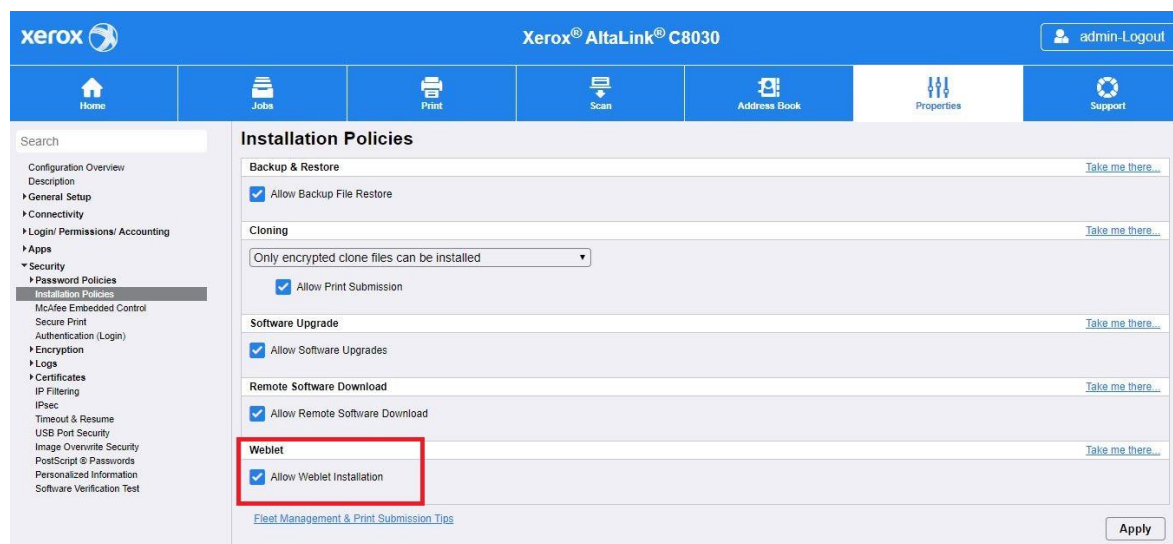 xerox
Xerox® AltaLink® C8030
admin-Logout
Home
Jobs
Print
Scan
Address Book
Properties
Support
Search
Configuration Overview
Description
General Setup
Connectivity
Login/ Permissions/ Accounting
Apps
Security
Password Policies
Installation Policies
McAfee Embedded Control
Secure Print
Authentication (Login)
Encryption
Logs
Certificates
IP Filtering
IPsec
Timeout & Resume
USB Port Security
Image Overwrite Security
PostScript ® Passwords
Personalized Information
Software Verification Test
Installation Policies
Backup & Restore
Take me there...
Allow Backup File Restore
Cloning
Take me there...
Only encrypted clone files can be installed
Allow Print Submission
Software Upgrade
Take me there...
Allow Software Upgrades
Remote Software Download
Take me there...
Allow Remote Software Download
Weblet
Take me there...
Allow Weblet Installation
Fleet Management & Print Submission Tips
Apply